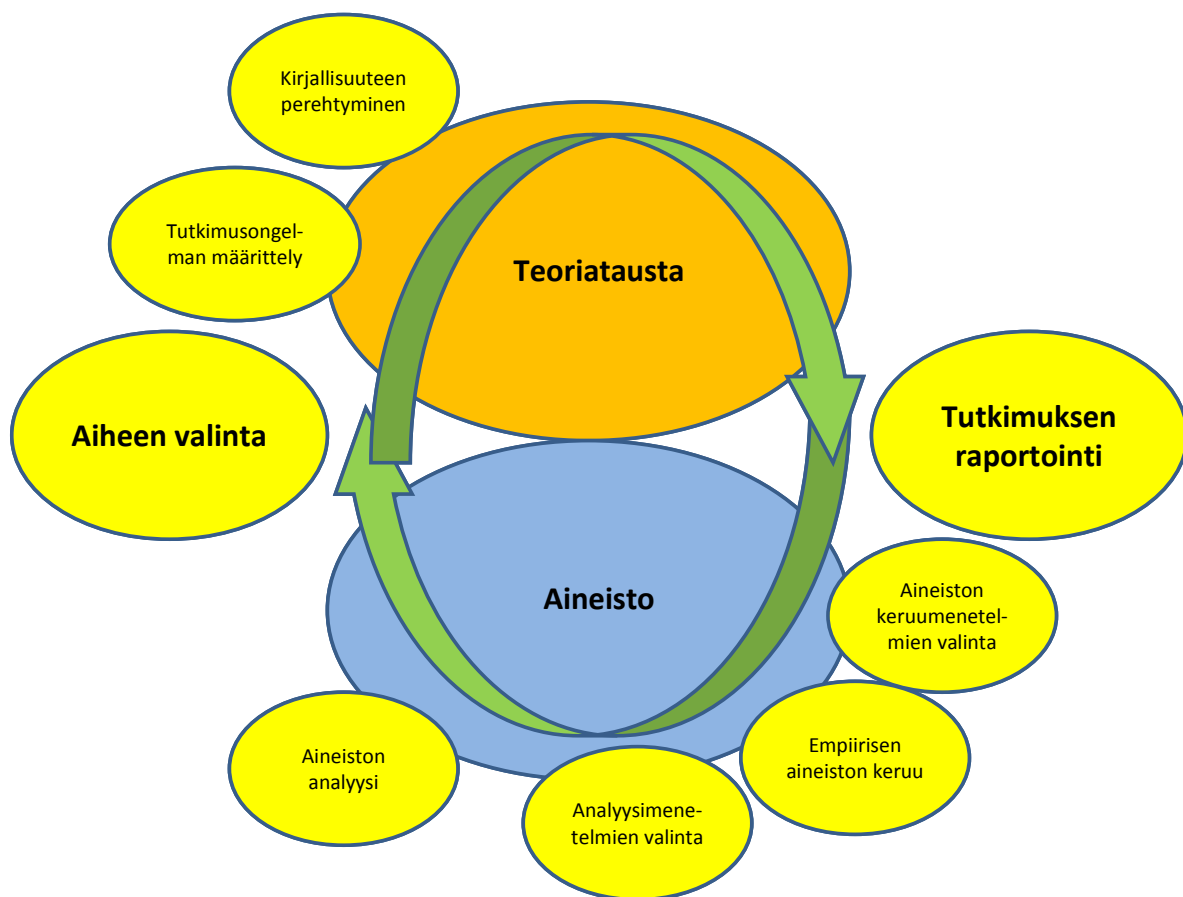 Kirjallisuuteen
perehtyminen
Tutkimusongel-
man määrittely
Teoriatausta
Aiheen valinta
Tutkimuksen
raportointi
Aineisto
Aineiston
keruumenetel-
mien valinta
Empiirisen
aineiston keruu
Aineiston
analyysi
Analyysimene-
telmien valinta